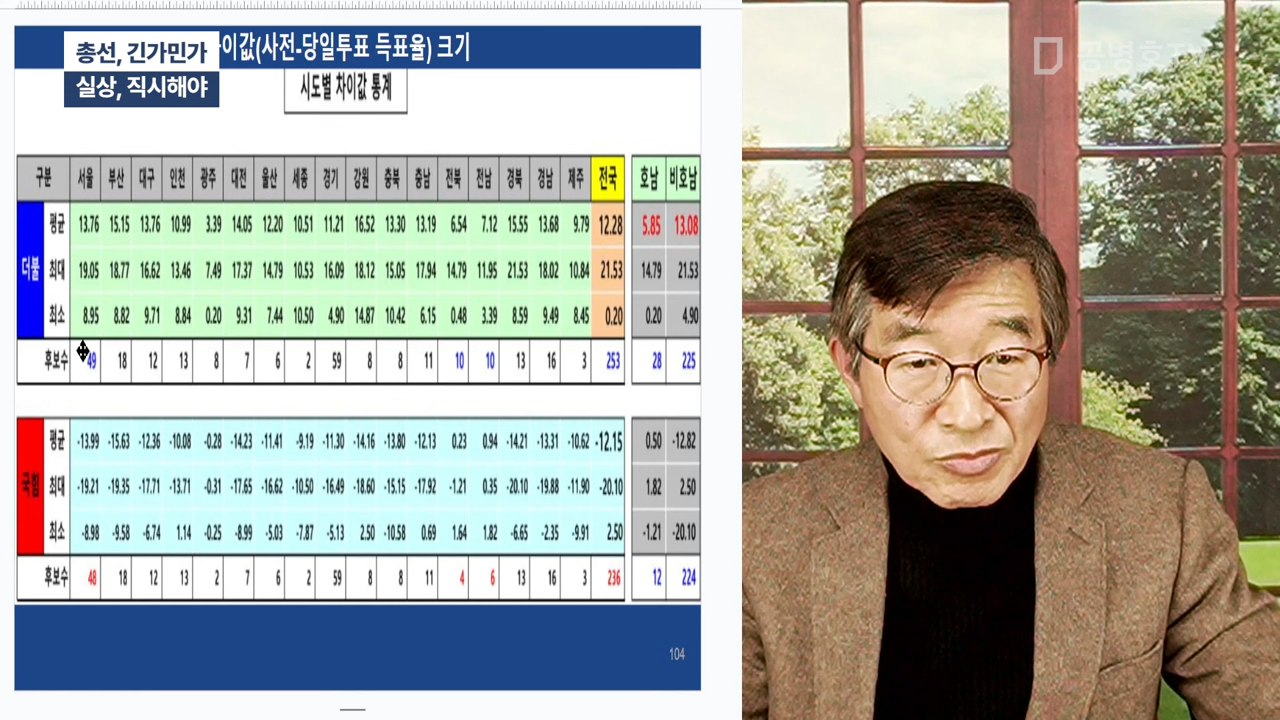 총선, 긴가민가
실상, 직시해야
이값(사전-당일투표 득표율) 크기
시도별 차이값 통계
구분 서울 부산 대구 인천 광주 대전 울산 세종 경기 강원 충북 충남 전북 전남 경북 경남 제주 전국 호남 비호남
더불
평균 13.76 15.15 13.76 10.99 3.39 14.05 12.20 10.51 11.21 16.52 13.30 13.19 6.54 7.12 15.55 13.68 9.79 12.28 5.85 13.08
최대 19.05 18.77 16.62 13.46 7.49 17.37 14.79 10.53 16.09 18.12 15.05 17.94 14.79 11.95 21.53 18.02 10.84 21.53 14.79 21.53
최소 8.95 8.82 9.71 8.84 0.20 9.31 7.44 10.50 4.90 14.87 10.42 6.15 0.48 3.39 8.59 9.49 8.45 0.20 0.20 4.90
후보수 49 18 12 13 8 7 6 2 59 8 8 11 10 10 13 16 3 253 28 225
국힘
평균 -13.99 -15.63 -12.36 -10.08 -0.28 -14.23 -11.41 -9.19 -11.30 -14.16 -13.80 -12.13 0.23 0.94 -14.21 -13.31 -10.62 -12.15 0.50 -12.82
최대 -19.21 -19.35 -17.71 -13.71 -0.31 -17.65 -16.62 -10.50 -16.49 -18.60 -15.15 -17.92 -1.21 0.35 -20.10 -19.88 -11.90 -20.10 1.82 2.50
최소 -8.98 -9.58 -6.74 1.14 -0.25 -8.99 -5.03 -7.87 -5.13 2.50 -10.58 0.69 1.64 1.82 -6.65 -2.35 -9.91 2.50 -1.21 -20.10
후보수 48 18 12 13 2 7 6 2 59 8 8 11 4 6 13 16 3 236 12 224
104
공병호TV